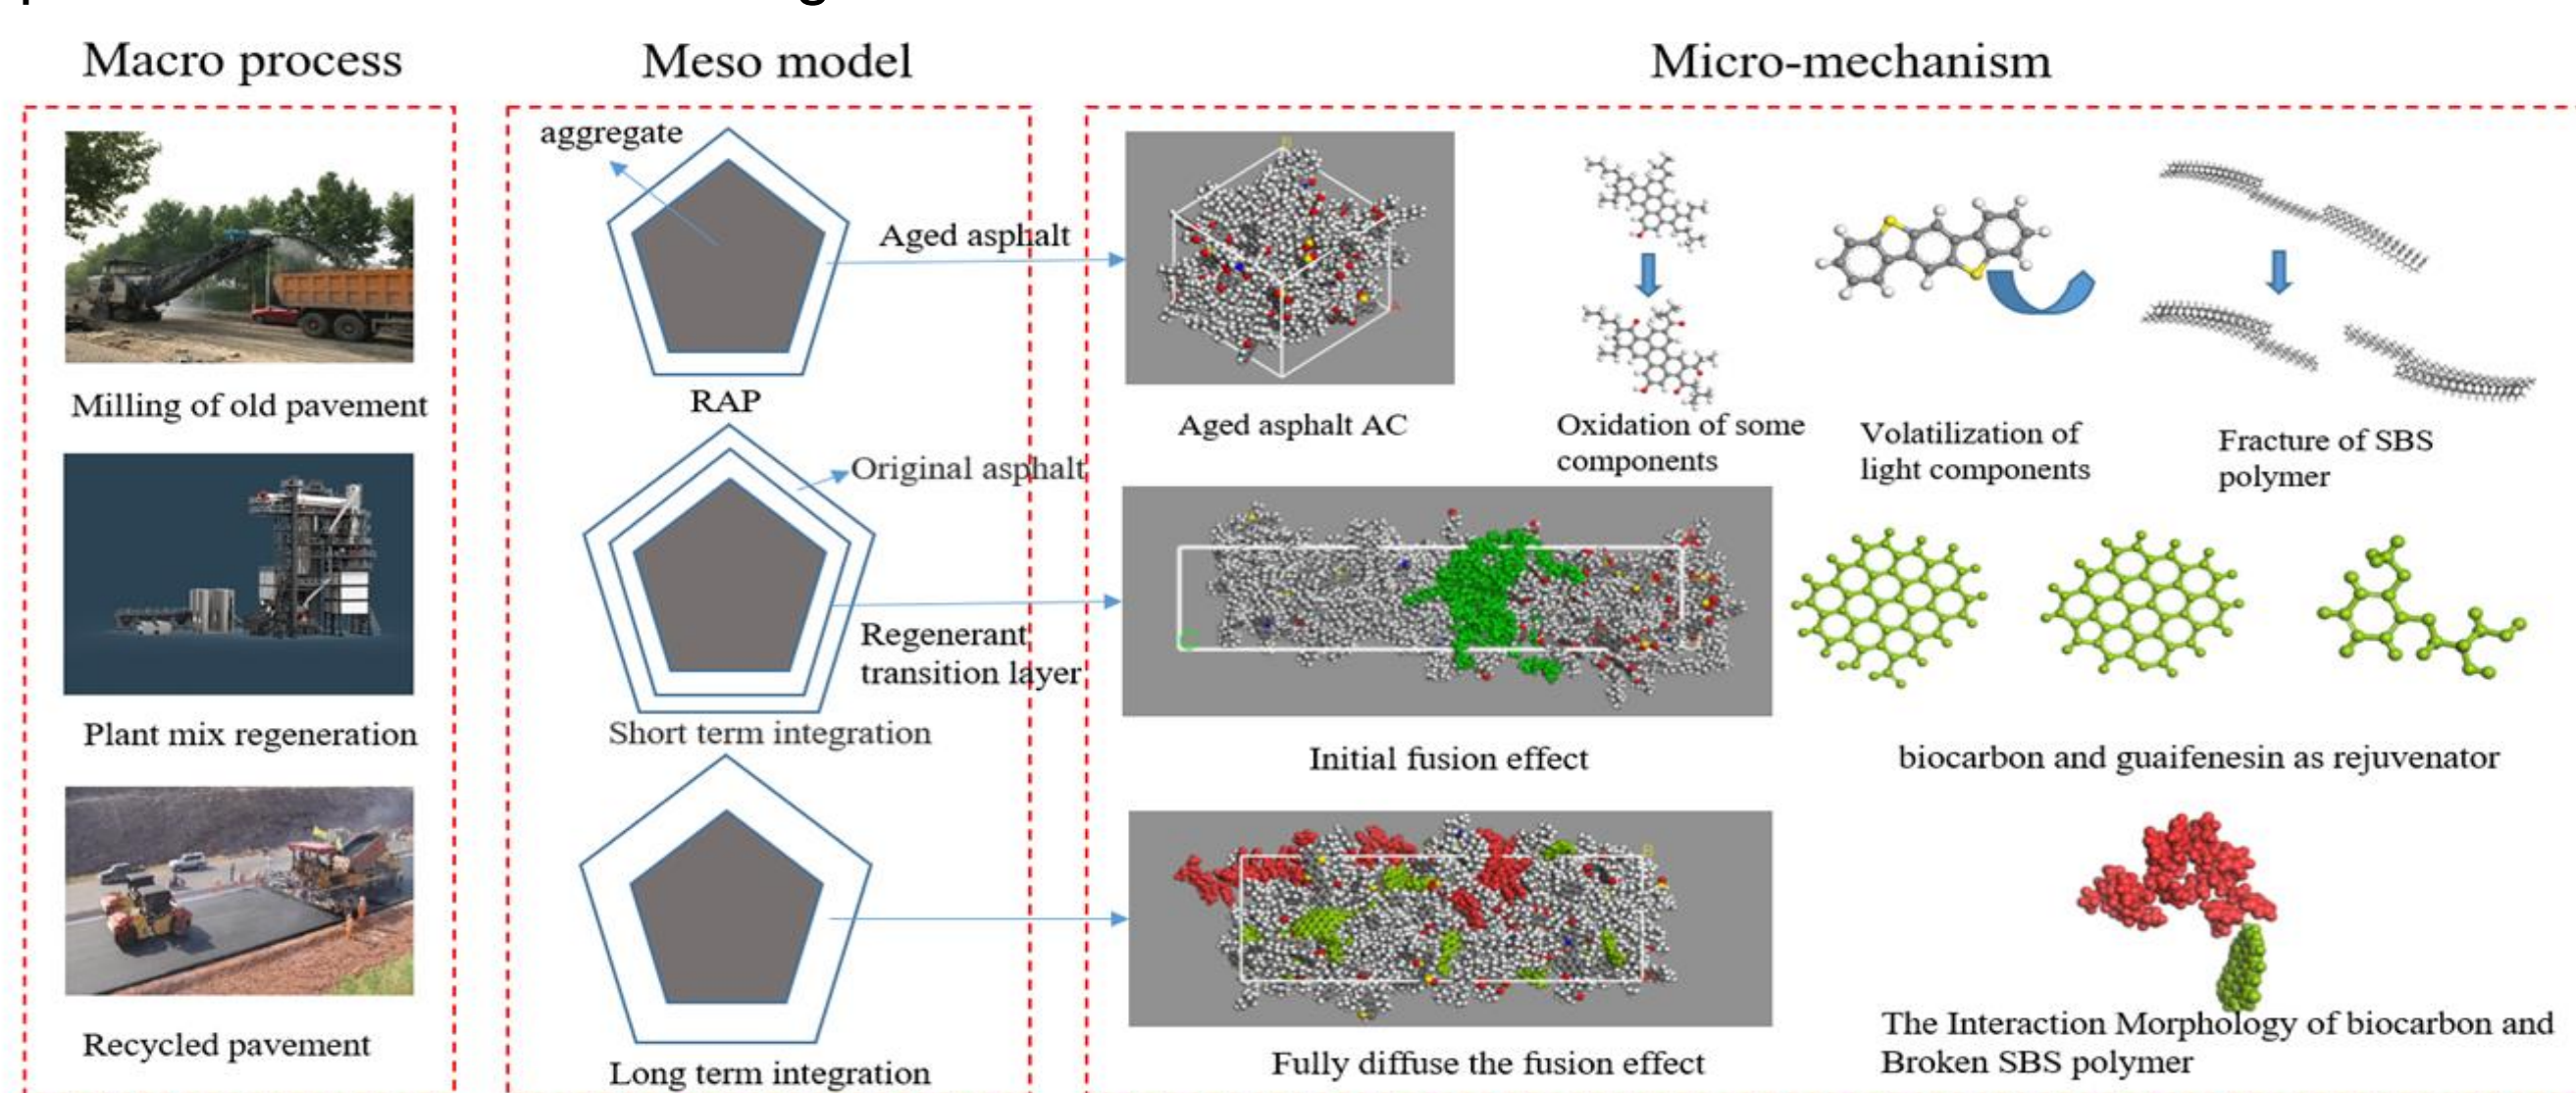 Macro process
Meso model
Micro-mechanism
Milling of old pavement
Plant mix regeneration
Recycled pavement
aggregate
Aged asphalt
RAP
Original asphalt
Regenerant
transition layer
Short term integration
Long term integration
Aged asphalt AC
Oxidation of some
components
Volatilization of
light components
Fracture of SBS
polymer
Initial fusion effect
biocarbon and guaifenesin as rejuvenator
Fully diffuse the fusion effect
The Interaction Morphology of biocarbon and
Broken SBS polymer